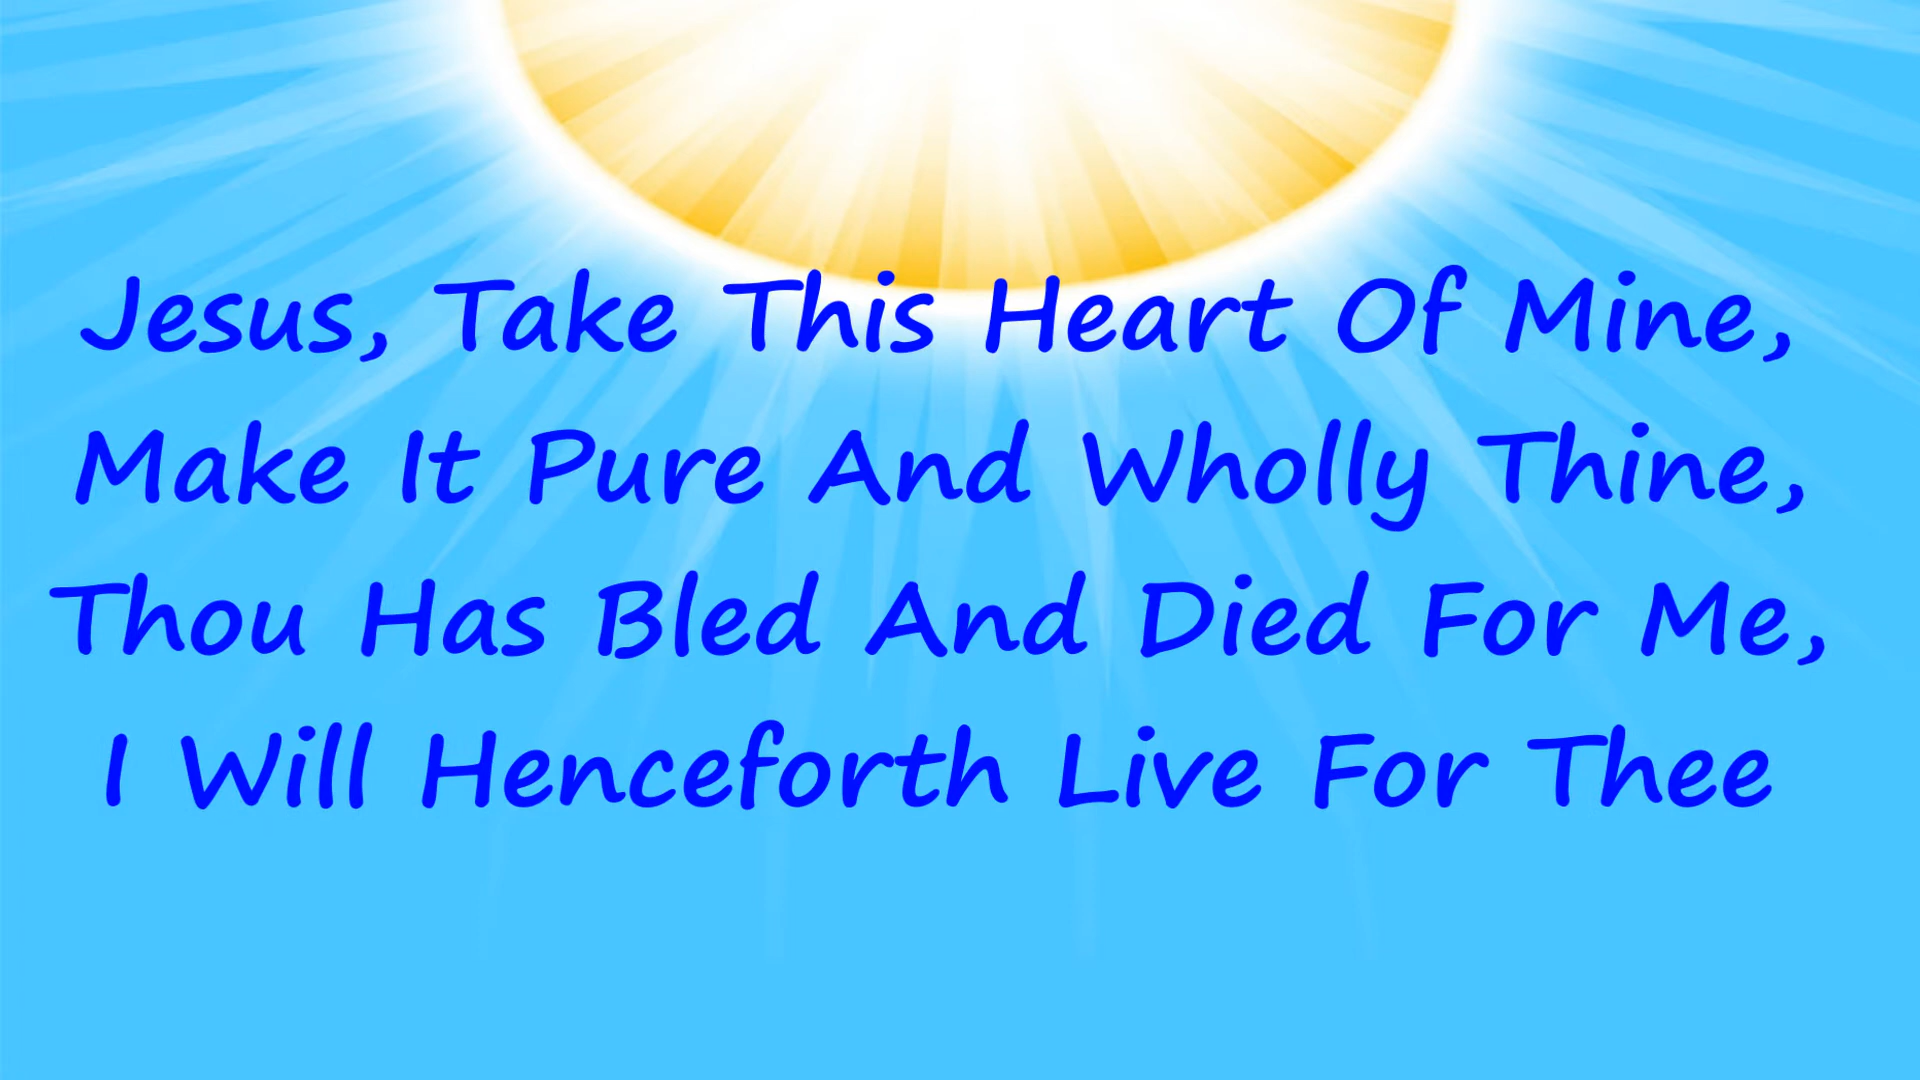 Jesus, Take This Heart Of Mine,
Make It Pure And Wholly Thine,
Thou Has Bled And Died For Me,
I Will Henceforth Live For Thee